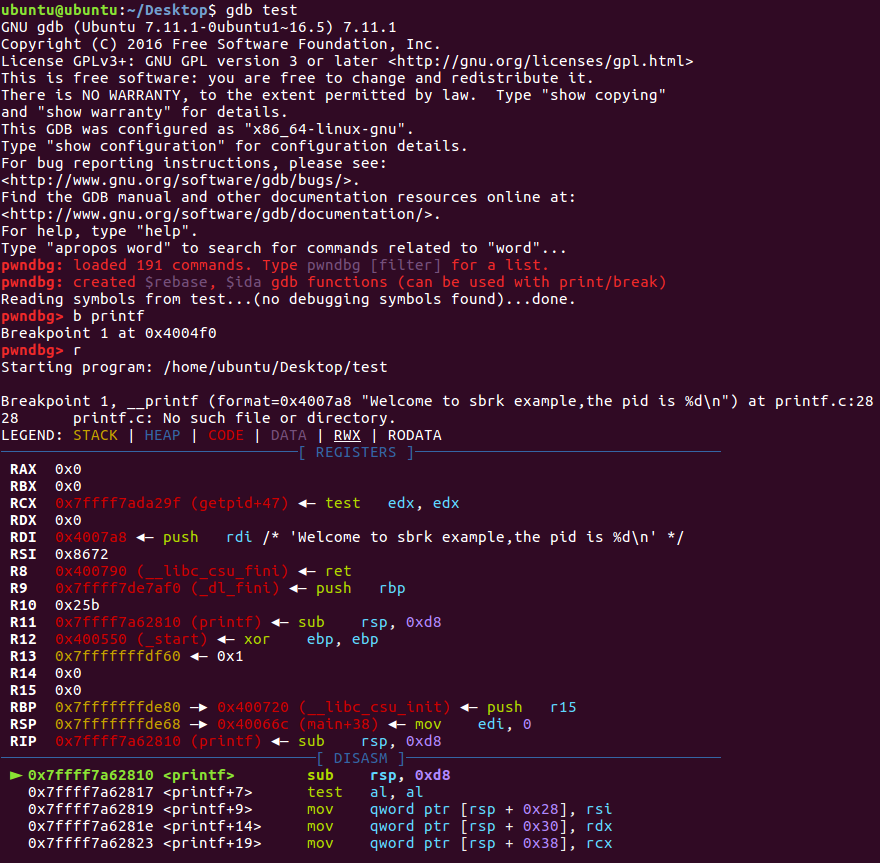 ubuntu@ubuntu:~/Desktop$ gdb test
GNU gdb (Ubuntu 7.11.1-0ubuntu1~16.5) 7.11.1
Copyright (C) 2016 Free Software Foundation, Inc.
License GPLv3+: GNU GPL version 3 or later <http://gnu.org/licenses/gpl.html>
This is free software: you are free to change and redistribute it.
There is NO WARRANTY, to the extent permitted by law.  Type "show copying"
and "show warranty" for details.
This GDB was configured as "x86_64-linux-gnu".
Type "show configuration" for configuration details.
For bug reporting instructions, please see:
<http://www.gnu.org/software/gdb/bugs/>.
Find the GDB manual and other documentation resources online at:
<http://www.gnu.org/software/gdb/documentation/>.
For help, type "help".
Type "apropos word" to search for commands related to "word"...
pwndbg: loaded 191 commands. Type pwndbg [filter] for a list.
pwndbg: created $rebase, $ida gdb functions (can be used with print/break)
Reading symbols from test...(no debugging symbols found)...done.
pwndbg> b printf
Breakpoint 1 at 0x4004f0
pwndbg> r
Starting program: /home/ubuntu/Desktop/test
Breakpoint 1, __printf (format=0x4007a8 "Welcome to sbrk example,the pid is %d\n") at printf.c:28
28      printf.c: No such file or directory.
LEGEND: STACK | HEAP | CODE | DATA | RWX | RODATA
[ REGISTERS ]
RAX  0x0
RBX  0x0
RCX  0x7ffff7ada29f (getpid+47) ◂— test   edx, edx
RDX  0x0
RDI  0x4007a8 ◂— push   rdi /* 'Welcome to sbrk example,the pid is %d\n' */
RSI  0x8672
R8   0x400790 (__libc_csu_fini) ◂— ret
R9   0x7ffff7de7af0 (_dl_fini) ◂— push   rbp
R10  0x25b
R11  0x7ffff7a62810 (printf) ◂— sub    rsp, 0xd8
R12  0x400550 (_start) ◂— xor    ebp, ebp
R13  0x7fffffffdf60 ◂— 0x1
R14  0x0
R15  0x0
RBP  0x7fffffffde80 —▸ 0x400720 (__libc_csu_init) ◂— push   r15
RSP  0x7fffffffde68 —▸ 0x40066c (main+38) ◂— mov    edi, 0
RIP  0x7ffff7a62810 (printf) ◂— sub    rsp, 0xd8
[ DISASM ]
► 0x7ffff7a62810 <printf>        sub    rsp, 0xd8
0x7ffff7a62817 <printf+7>      test   al, al
0x7ffff7a62819 <printf+9>      mov    qword ptr [rsp + 0x28], rsi
0x7ffff7a6281e <printf+14>     mov    qword ptr [rsp + 0x30], rdx
0x7ffff7a62823 <printf+19>     mov    qword ptr [rsp + 0x38], rcx